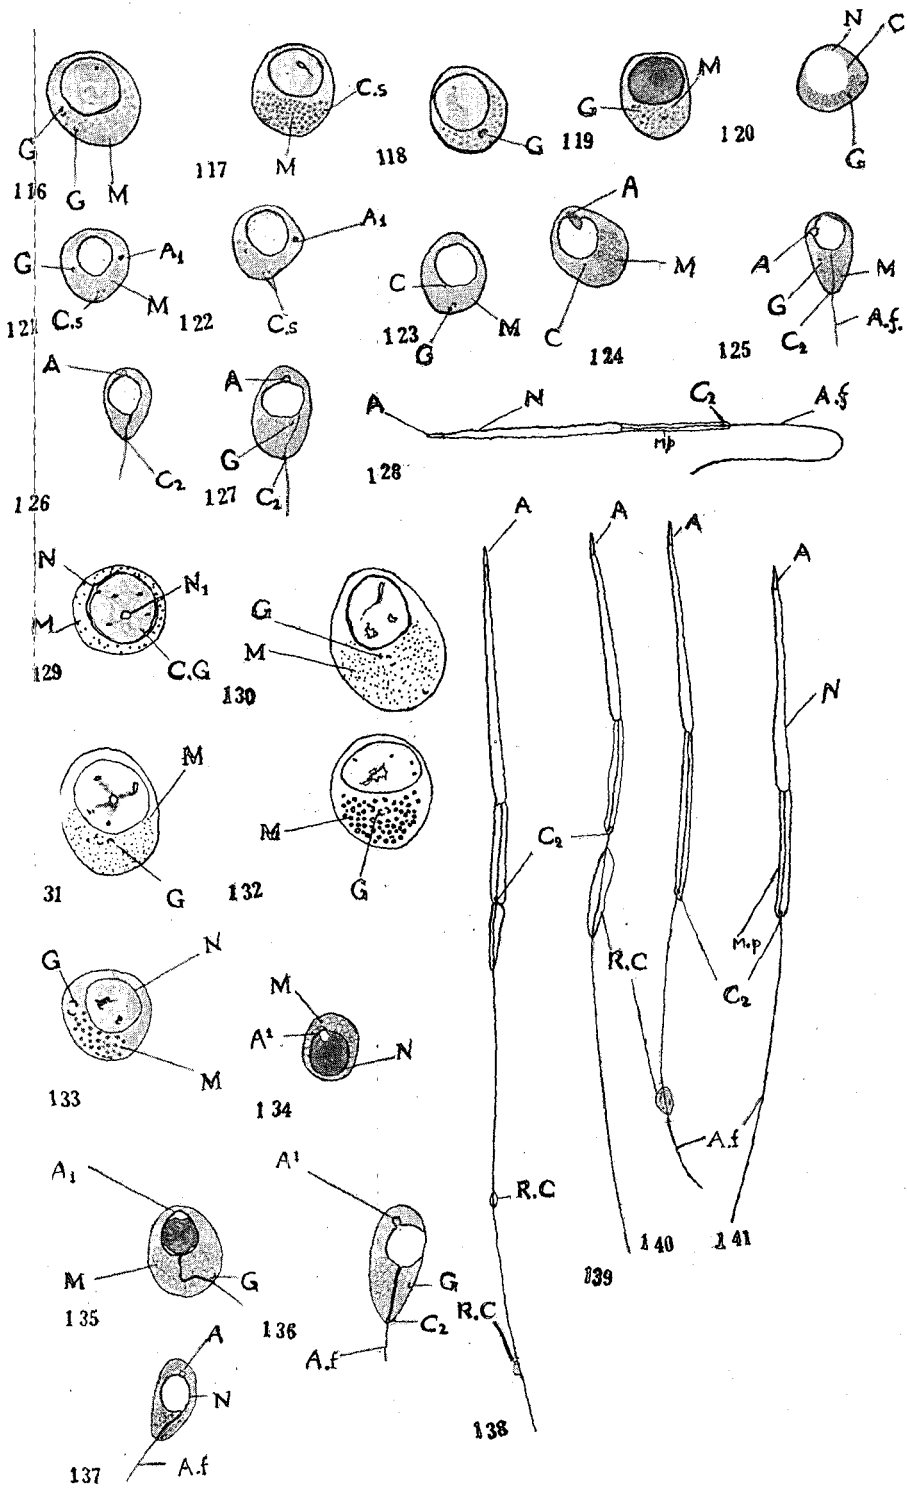 G G M 116
C.s M 117
G 118
G M 119
N C G 120
G A₁ M C.s 121
A₁ C.s 122
C M G 123
A M C 124
A G C₂ M A.f. 125
A C₂ 126
A G C₂ 127
A N C₂ M.p A.f 128
N N₁ M C.G 129
G M 130
M G 31
M G 132
G N M 133
M A¹ N 134
A₁ M G 135
A¹ G C₂ A.f 136
A N A.f 137
A C₂ R.C R.C 138
A R.C 139
A A.f 140
A N M.p C₂ 141